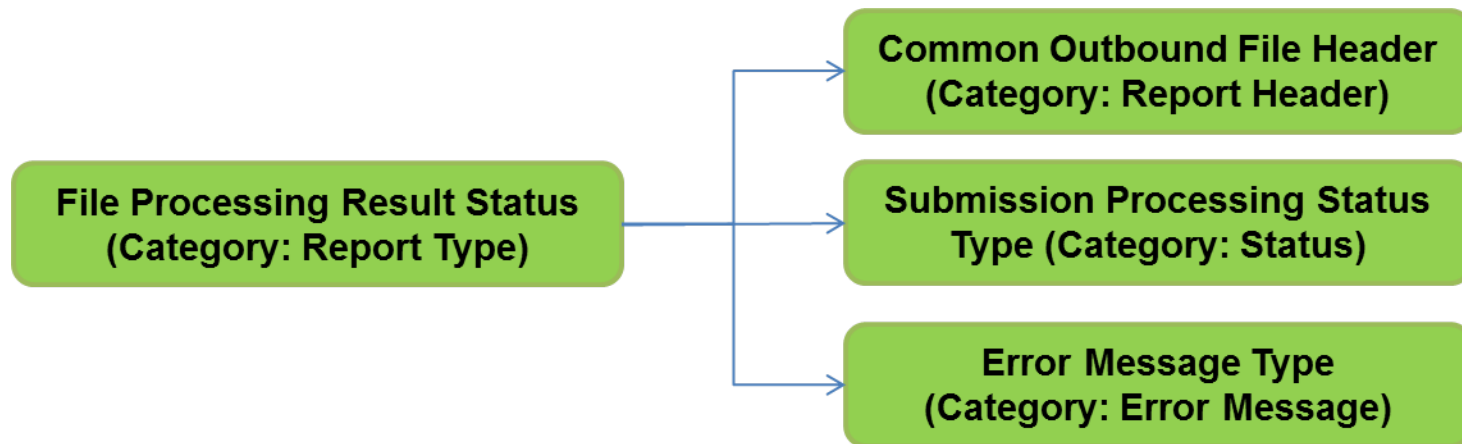 File Processing Result Status
(Category: Report Type)
Common Outbound File Header
(Category: Report Header)
Submission Processing Status
Type (Category: Status)
Error Message Type
(Category: Error Message)